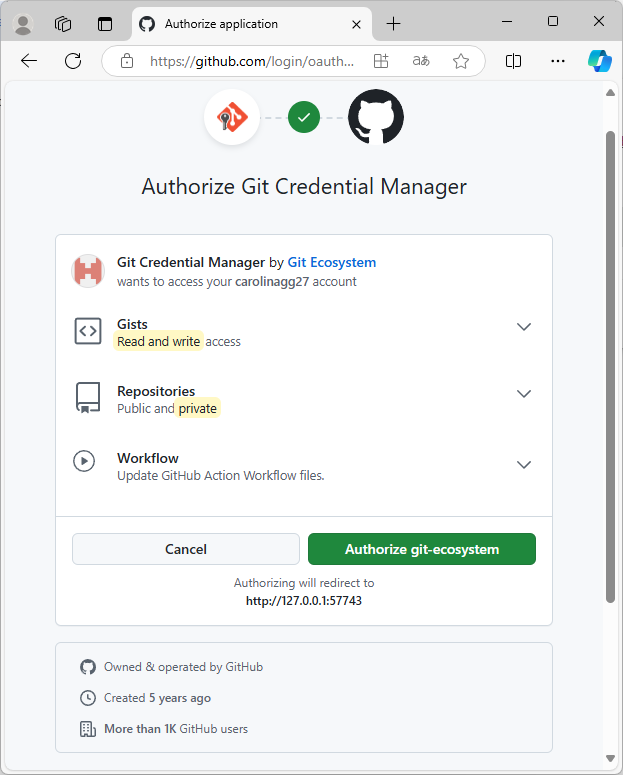 Authorize application
https://github.com/login/oauth...
aあ
Authorize Git Credential Manager
Git Credential Manager by Git Ecosystem
wants to access your carolinagg27 account
Gists
Read and write access
Repositories
Public and private
Workflow
Update GitHub Action Workflow files.
Cancel
Authorize git-ecosystem
Authorizing will redirect to
http://127.0.0.1:57743
Owned & operated by GitHub
Created 5 years ago
More than 1K GitHub users